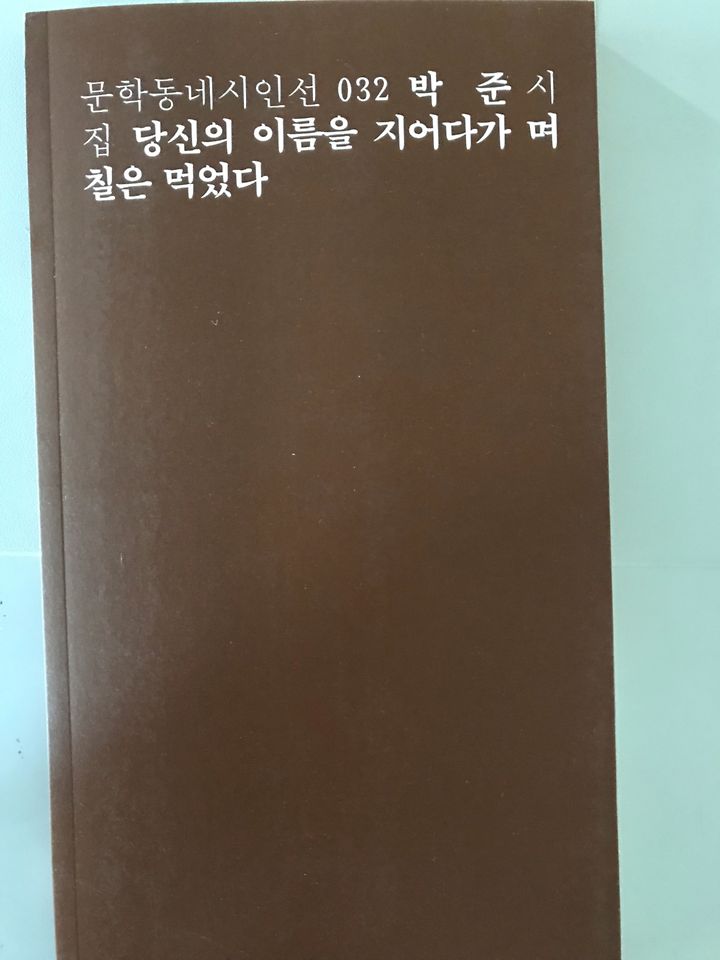 문학동네시인선 032 박 준 시
집 당신의 이름을 지어다가 며
칠은 먹었다